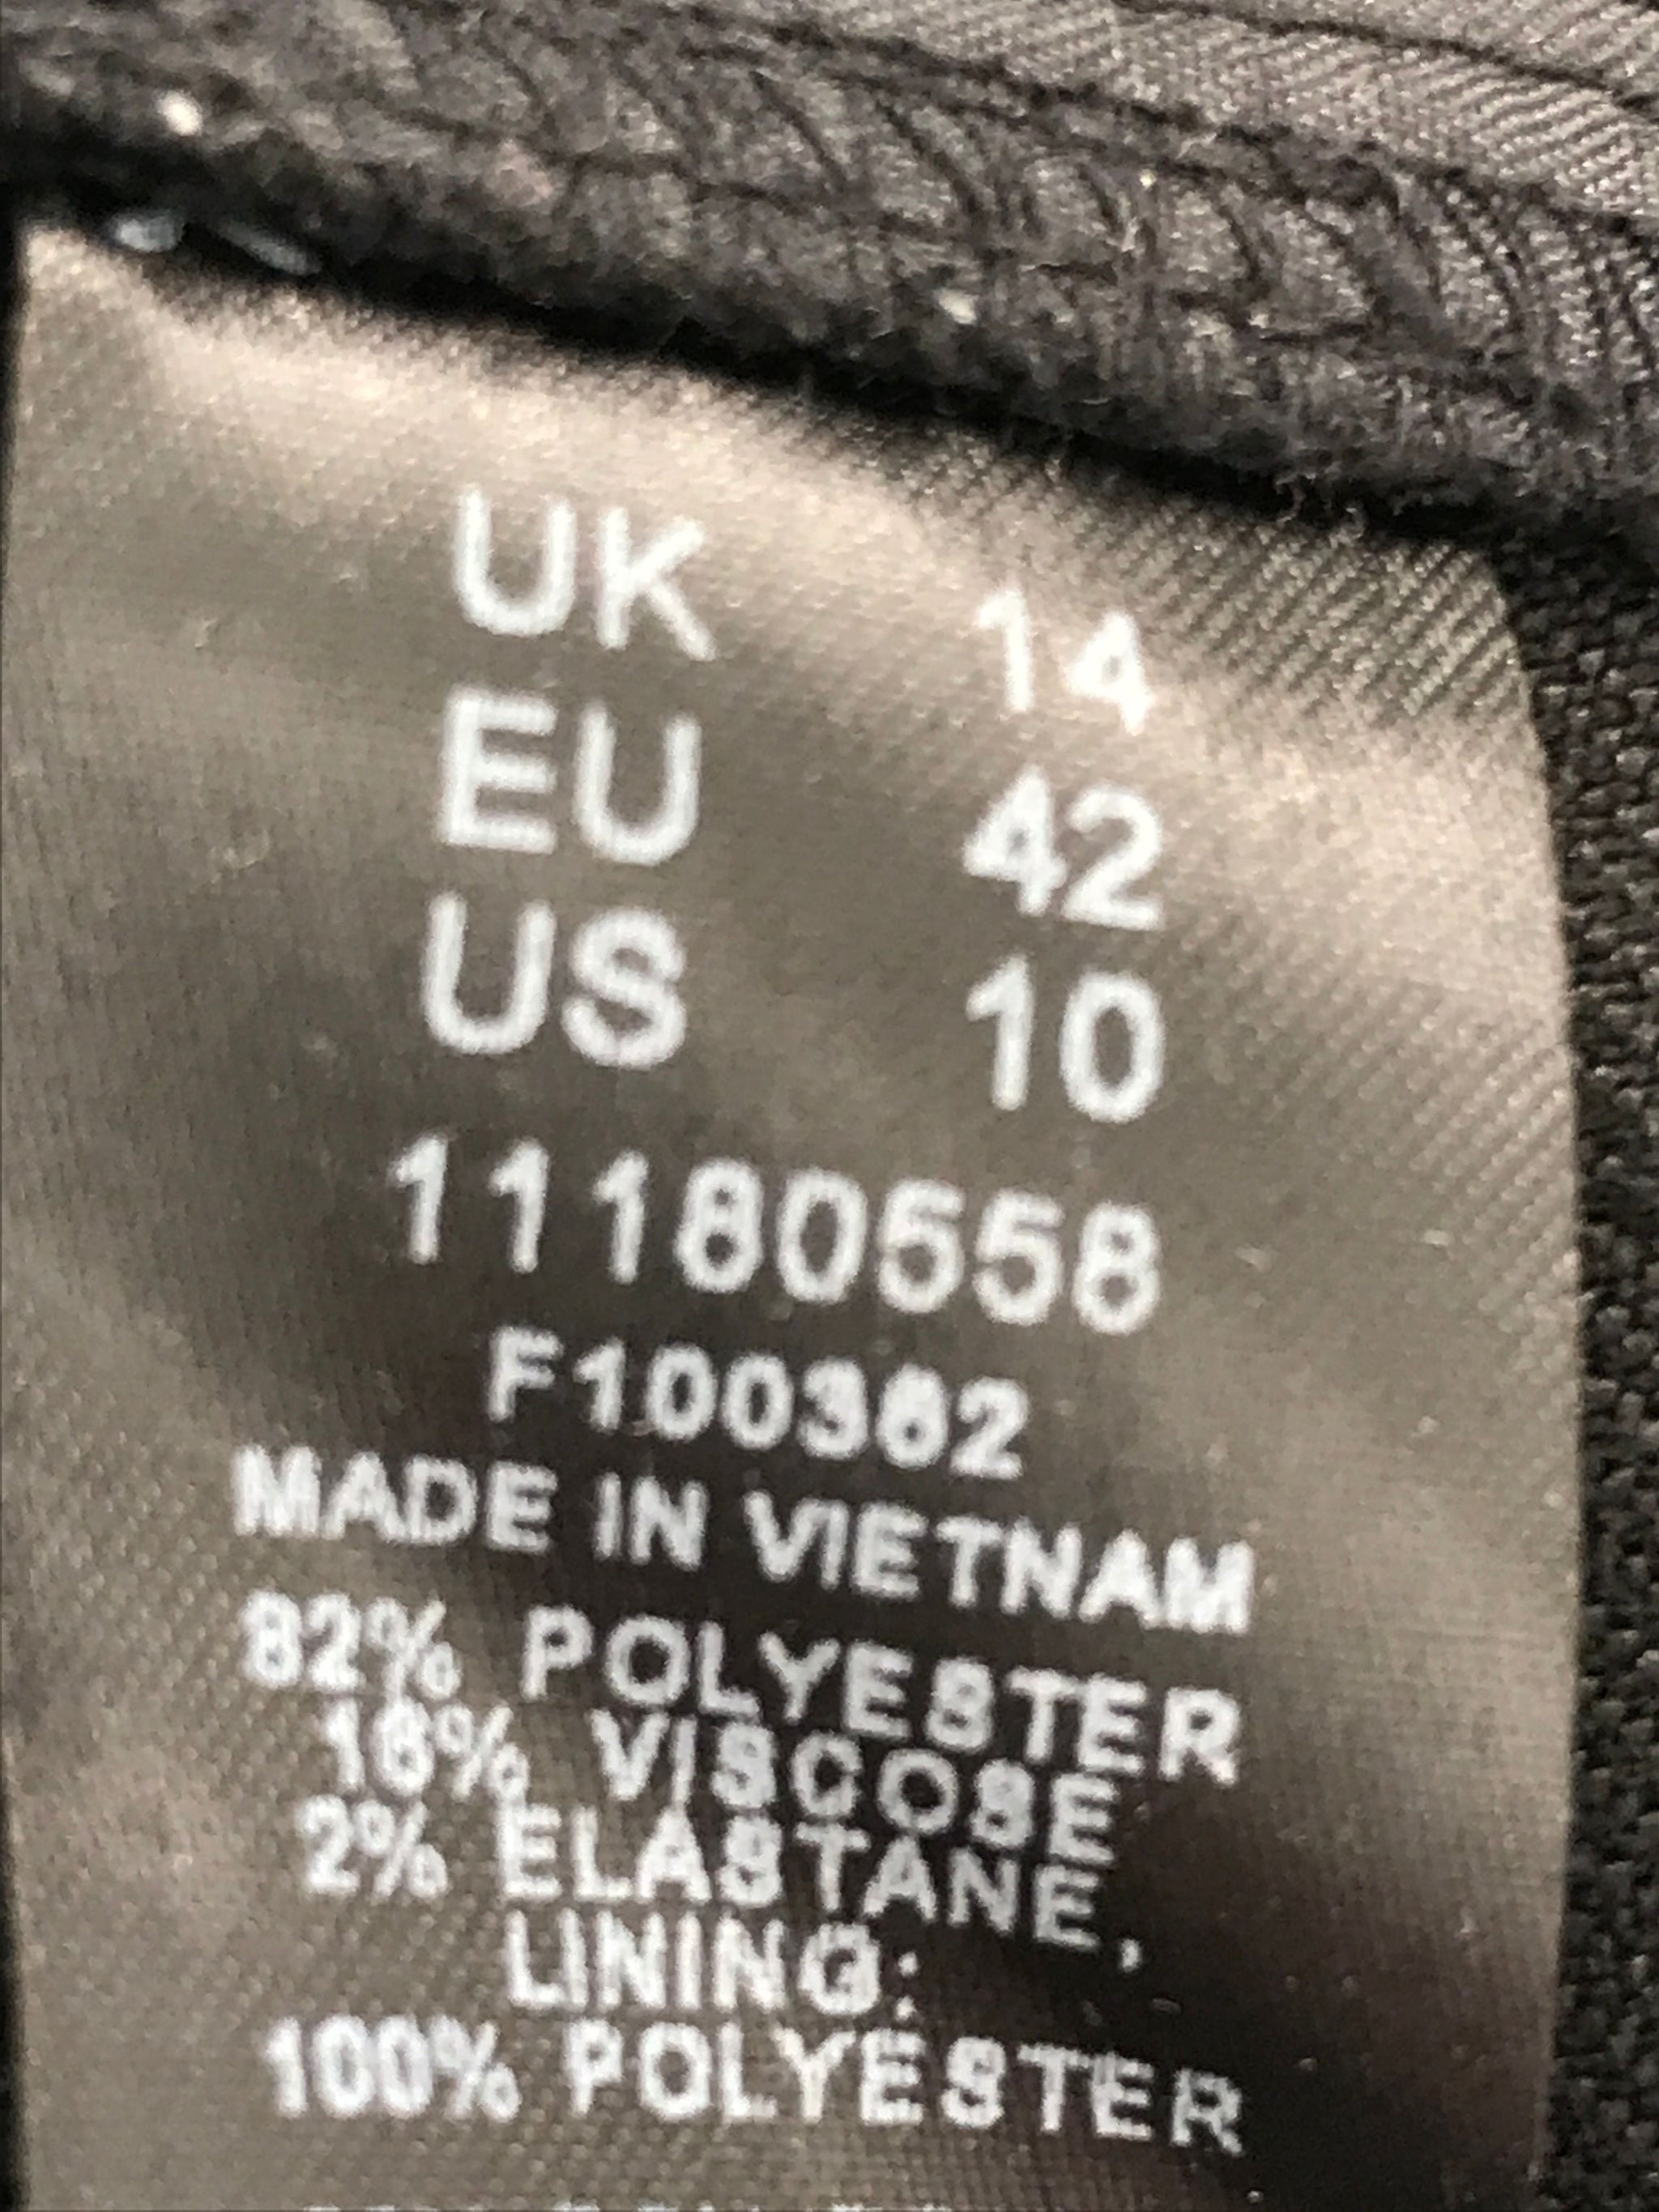 UK 14
EU 42
US 10
11180558
F100362
MADE IN VIETNAM
82% POLYESTER
16% VISCOSE
2% ELASTANE,
LINING:
100% POLYESTER